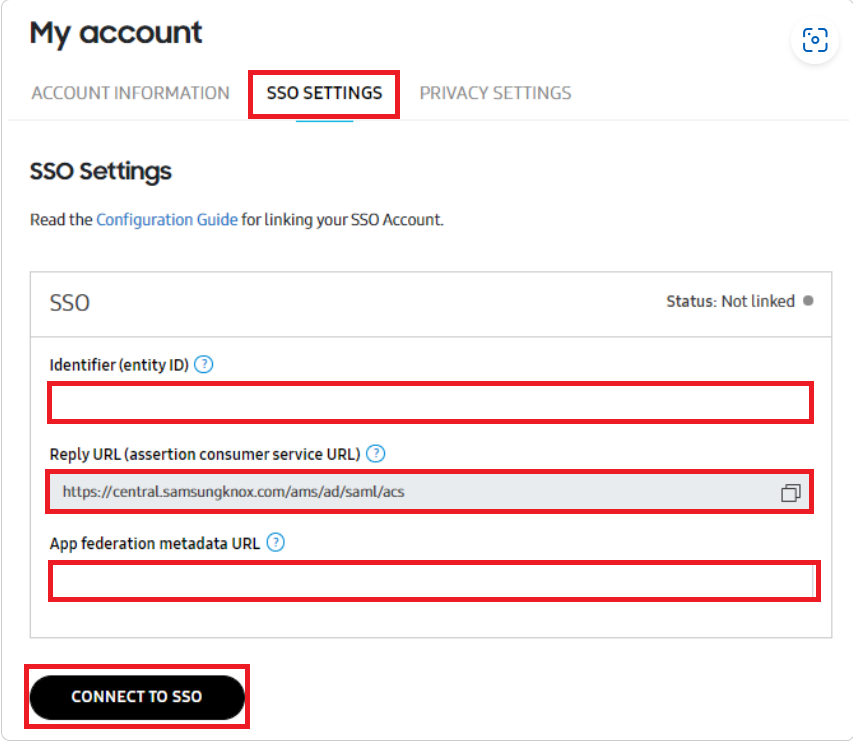 My account
ACCOUNT INFORMATION SSO SETTINGS PRIVACY SETTINGS
SSO Settings
Read the Configuration Guide for linking your SSO Account.
SSO Status: Not linked
Identifier (entity ID) ?
Reply URL (assertion consumer service URL) ?
https://central.samsungknox.com/ams/ad/saml/acs
App federation metadata URL ?
CONNECT TO SSO